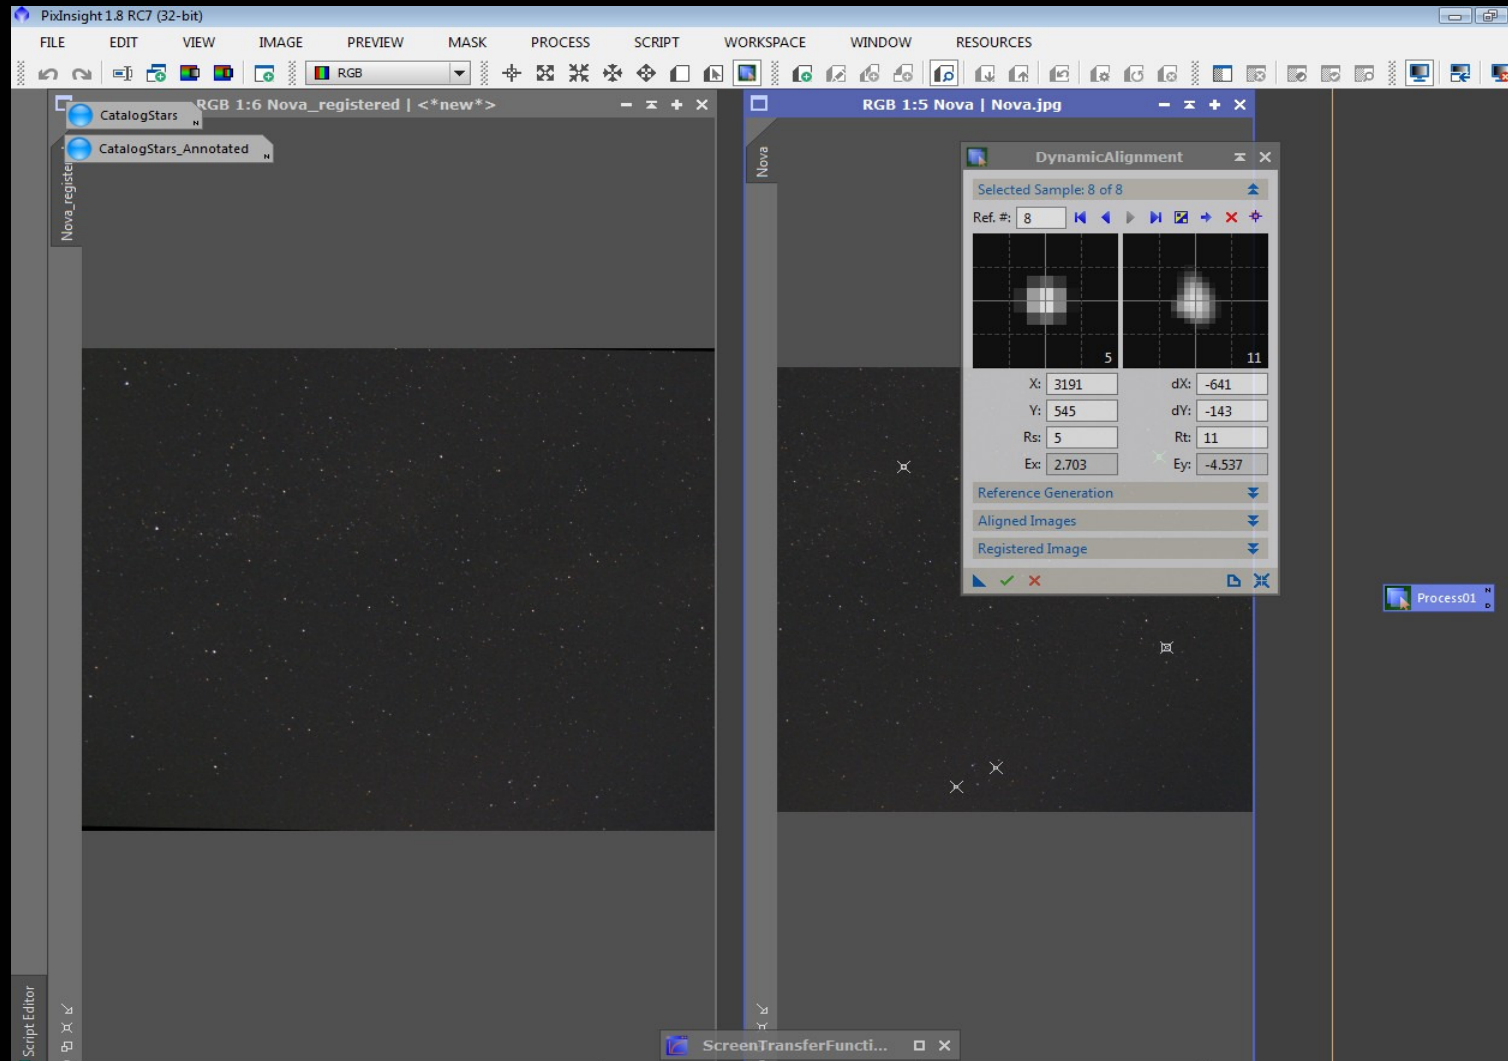 PixInsight 1.8 RC7 (32-bit)
FILE EDIT VIEW IMAGE PREVIEW MASK PROCESS SCRIPT WORKSPACE WINDOW RESOURCES
RGB
RGB 1:6 Nova_registered | <*new*>
CatalogStars N
CatalogStars_Annotated N
Nova_registe
RGB 1:5 Nova | Nova.jpg
Nova
DynamicAlignment
Selected Sample: 8 of 8
Ref. #: 8
5 11
X: 3191 dX: -641
Y: 545 dY: -143
Rs: 5 Rt: 11
Ex: 2.703 Ey: -4.537
Reference Generation
Aligned Images
Registered Image
Process01 N D
Script Editor
ScreenTransferFuncti...